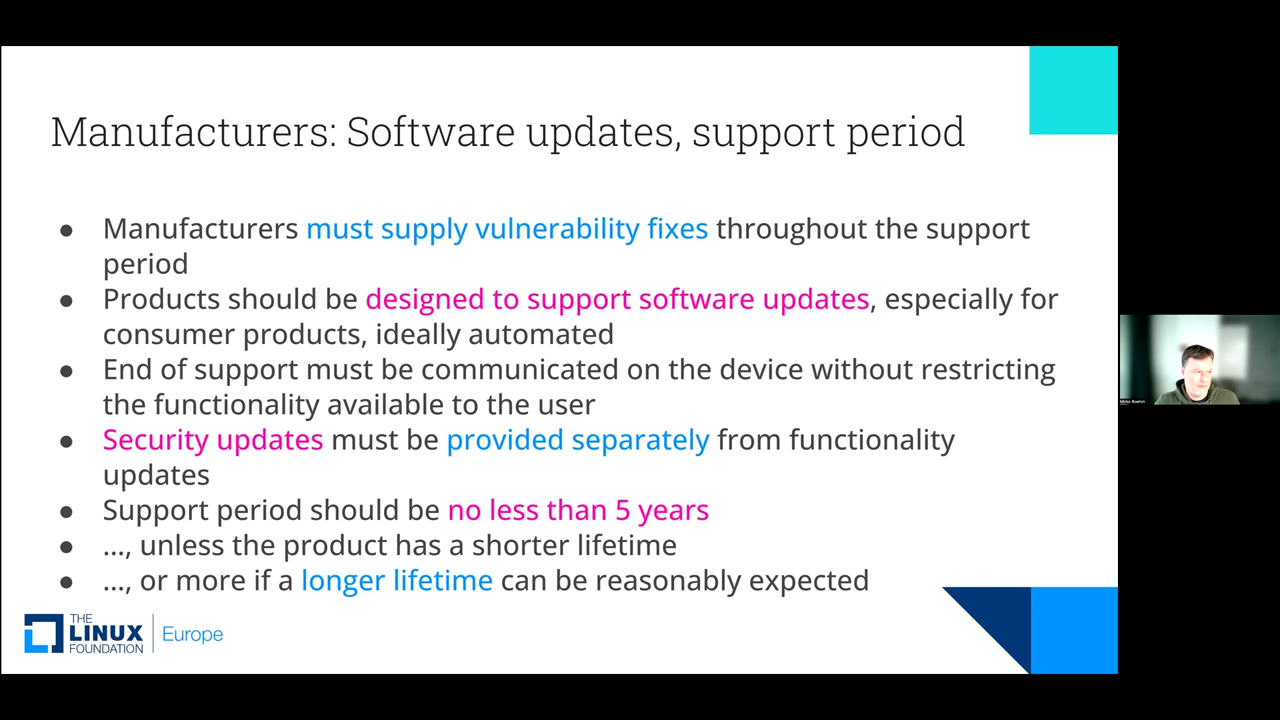 Manufacturers: Software updates, support period
● Manufacturers must supply vulnerability fixes throughout the support
period
● Products should be designed to support software updates, especially for
consumer products, ideally automated
● End of support must be communicated on the device without restricting
the functionality available to the user
● Security updates must be provided separately from functionality
updates
● Support period should be no less than 5 years
● ..., unless the product has a shorter lifetime
● ..., or more if a longer lifetime can be reasonably expected
THE
LINUX
FOUNDATION
Europe
Mirko Boehm